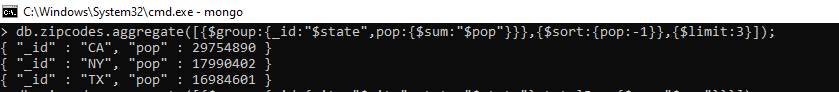 C:\Windows\System32\cmd.exe - mongo
> db.zipcodes.aggregate([{$group:{_id:"$state",pop:{$sum:"$pop"}}},{$sort:{pop:-1}},{$limit:3}]);
{ "_id" : "CA", "pop" : 29754890 }
{ "_id" : "NY", "pop" : 17990402 }
{ "_id" : "TX", "pop" : 16984601 }